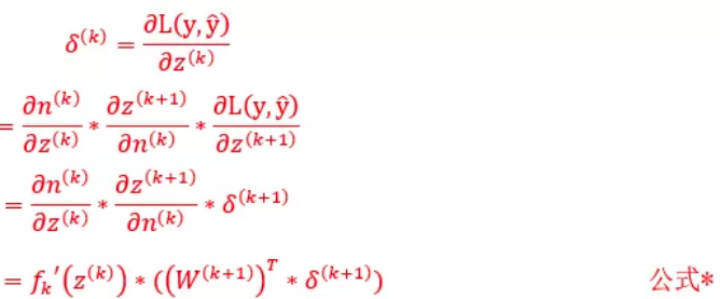 δ^(k) = ∂L(y,ŷ)/∂z^(k)
= ∂n^(k)/∂z^(k) * ∂z^(k+1)/∂n^(k) * ∂L(y,ŷ)/∂z^(k+1)
= ∂n^(k)/∂z^(k) * ∂z^(k+1)/∂n^(k) * δ^(k+1)
= f_k′(z^(k)) * ((W^(k+1))^T * δ^(k+1)) 公式*